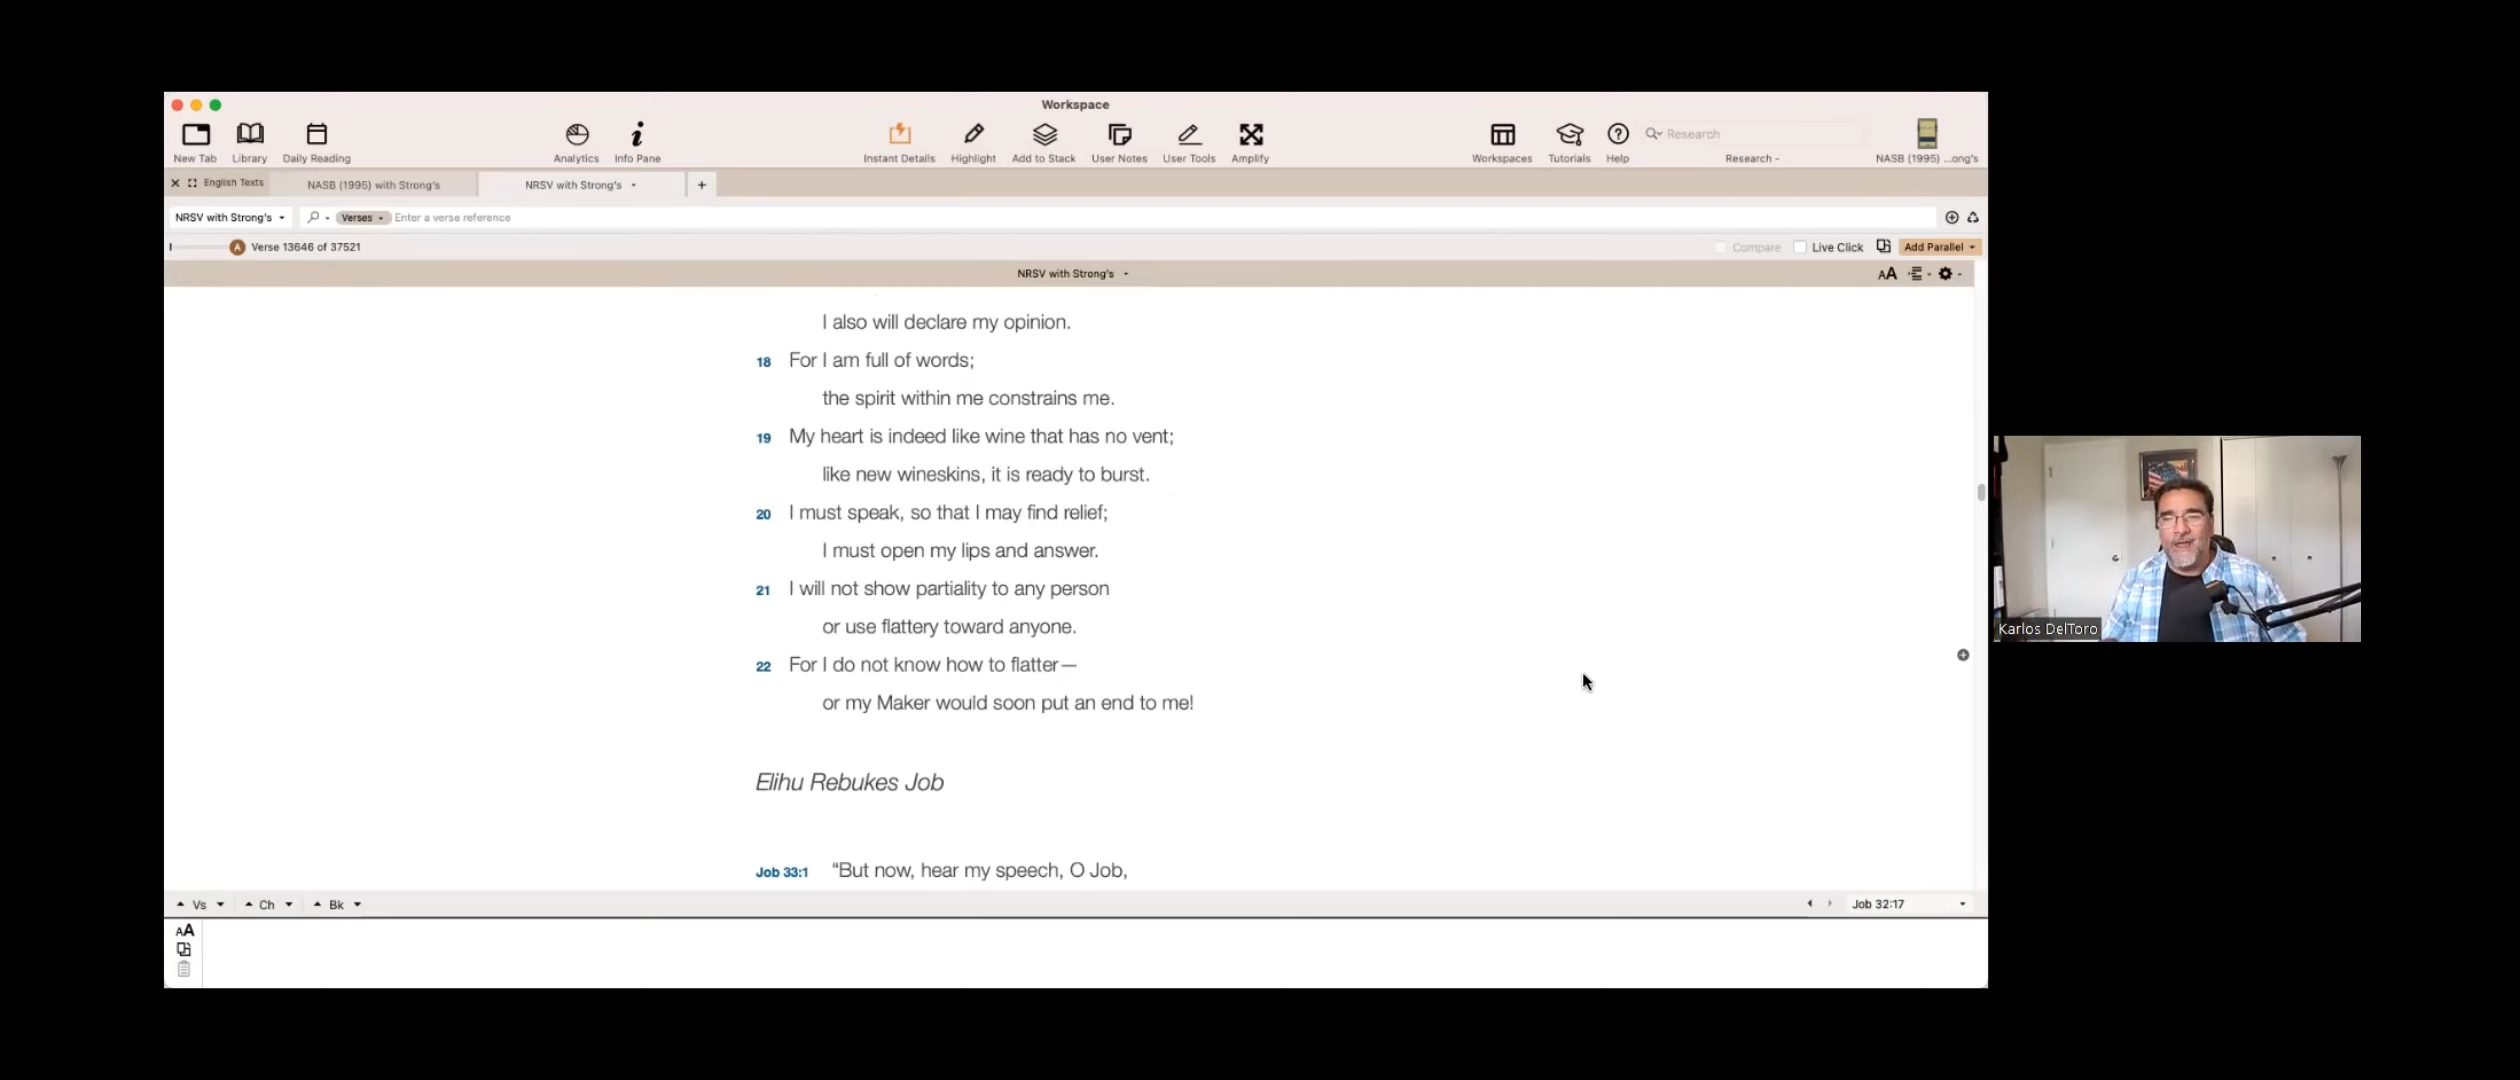 Workspace
New Tab
Library
Daily Reading
Analytics
Info Pane
Instant Details
Highlight
Add to Stack
User Notes
User Tools
Amplify
Workspaces
Tutorials
Help
Research
Research -
NASB (1995) ...ong's
English Texts
NASB (1995) with Strong's
NRSV with Strong's
+
NRSV with Strong's
Verses
Enter a verse reference
A Verse 13646 of 37521
Compare
Live Click
Add Parallel
NRSV with Strong's
AA
I also will declare my opinion.
18 For I am full of words;
the spirit within me constrains me.
19 My heart is indeed like wine that has no vent;
like new wineskins, it is ready to burst.
20 I must speak, so that I may find relief;
I must open my lips and answer.
21 I will not show partiality to any person
or use flattery toward anyone.
22 For I do not know how to flatter—
or my Maker would soon put an end to me!
Karlos DelToro
Elihu Rebukes Job
Job 33:1 “But now, hear my speech, O Job,
Vs
Ch
Bk
Job 32:17
AA